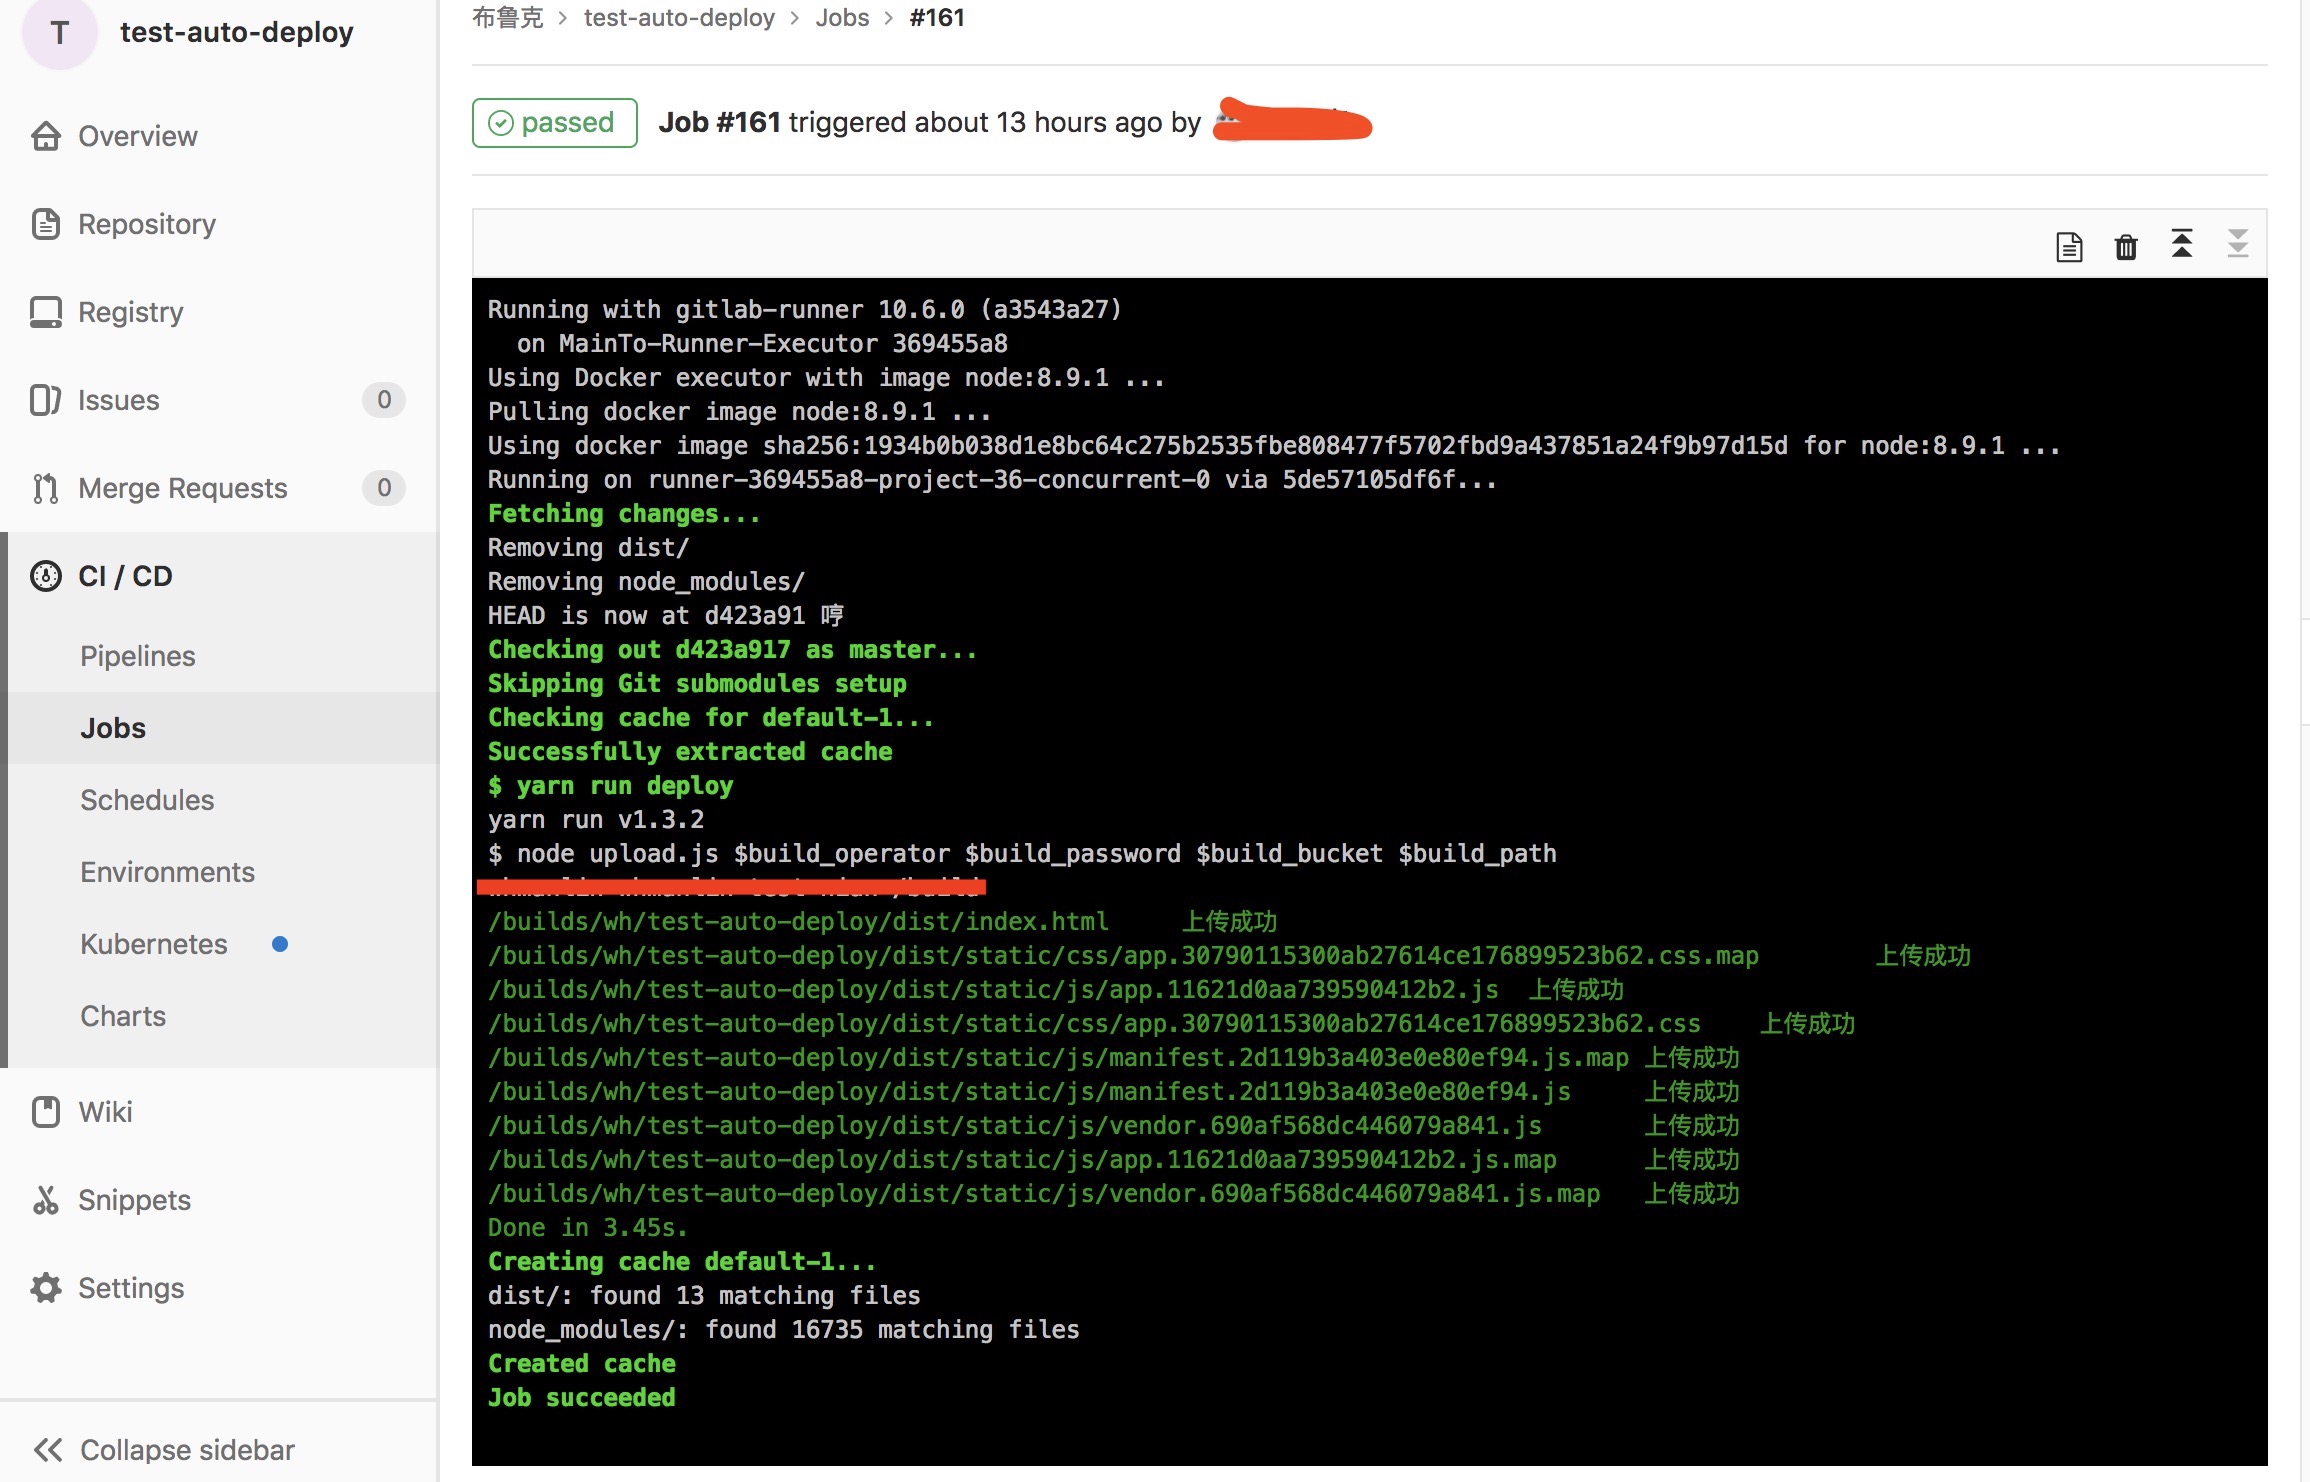 T test-auto-deploy
Overview
Repository
Registry
Issues 0
Merge Requests 0
CI / CD
Pipelines
Jobs
Schedules
Environments
Kubernetes
Charts
Wiki
Snippets
Settings
Collapse sidebar
布鲁克 > test-auto-deploy > Jobs > #161
passed Job #161 triggered about 13 hours ago by
Running with gitlab-runner 10.6.0 (a3543a27)
on MainTo-Runner-Executor 369455a8
Using Docker executor with image node:8.9.1 ...
Pulling docker image node:8.9.1 ...
Using docker image sha256:1934b0b038d1e8bc64c275b2535fbe808477f5702fbd9a437851a24f9b97d15d for node:8.9.1 ...
Running on runner-369455a8-project-36-concurrent-0 via 5de57105df6f...
Fetching changes...
Removing dist/
Removing node_modules/
HEAD is now at d423a91 哼
Checking out d423a917 as master...
Skipping Git submodules setup
Checking cache for default-1...
Successfully extracted cache
$ yarn run deploy
yarn run v1.3.2
$ node upload.js $build_operator $build_password $build_bucket $build_path
/builds/wh/test-auto-deploy/dist/index.html 上传成功
/builds/wh/test-auto-deploy/dist/static/css/app.30790115300ab27614ce176899523b62.css.map 上传成功
/builds/wh/test-auto-deploy/dist/static/js/app.11621d0aa739590412b2.js 上传成功
/builds/wh/test-auto-deploy/dist/static/css/app.30790115300ab27614ce176899523b62.css 上传成功
/builds/wh/test-auto-deploy/dist/static/js/manifest.2d119b3a403e0e80ef94.js.map 上传成功
/builds/wh/test-auto-deploy/dist/static/js/manifest.2d119b3a403e0e80ef94.js 上传成功
/builds/wh/test-auto-deploy/dist/static/js/vendor.690af568dc446079a841.js 上传成功
/builds/wh/test-auto-deploy/dist/static/js/app.11621d0aa739590412b2.js.map 上传成功
/builds/wh/test-auto-deploy/dist/static/js/vendor.690af568dc446079a841.js.map 上传成功
Done in 3.45s.
Creating cache default-1...
dist/: found 13 matching files
node_modules/: found 16735 matching files
Created cache
Job succeeded